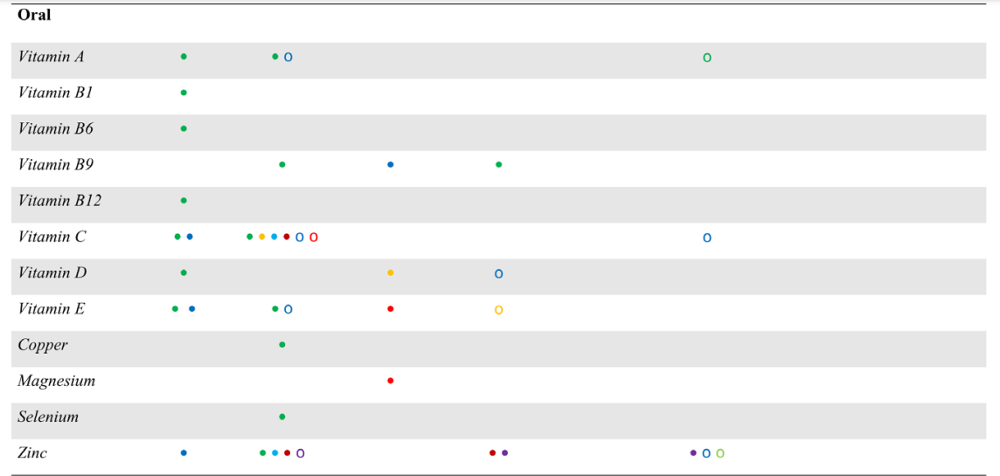 Oral
Vitamin A
Vitamin B1
Vitamin B6
Vitamin B9
Vitamin B12
Vitamin C
Vitamin D
Vitamin E
Copper
Magnesium
Selenium
Zinc